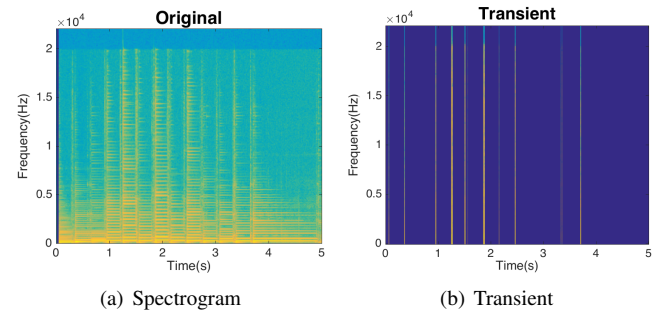 Original
×10⁴
2
1.5
1
0.5
0
Frequency(Hz)
0 1 2 3 4 5
Time(s)
(a) Spectrogram
Transient
×10⁴
2
1.5
1
0.5
0
Frequency(Hz)
0 1 2 3 4 5
Time(s)
(b) Transient